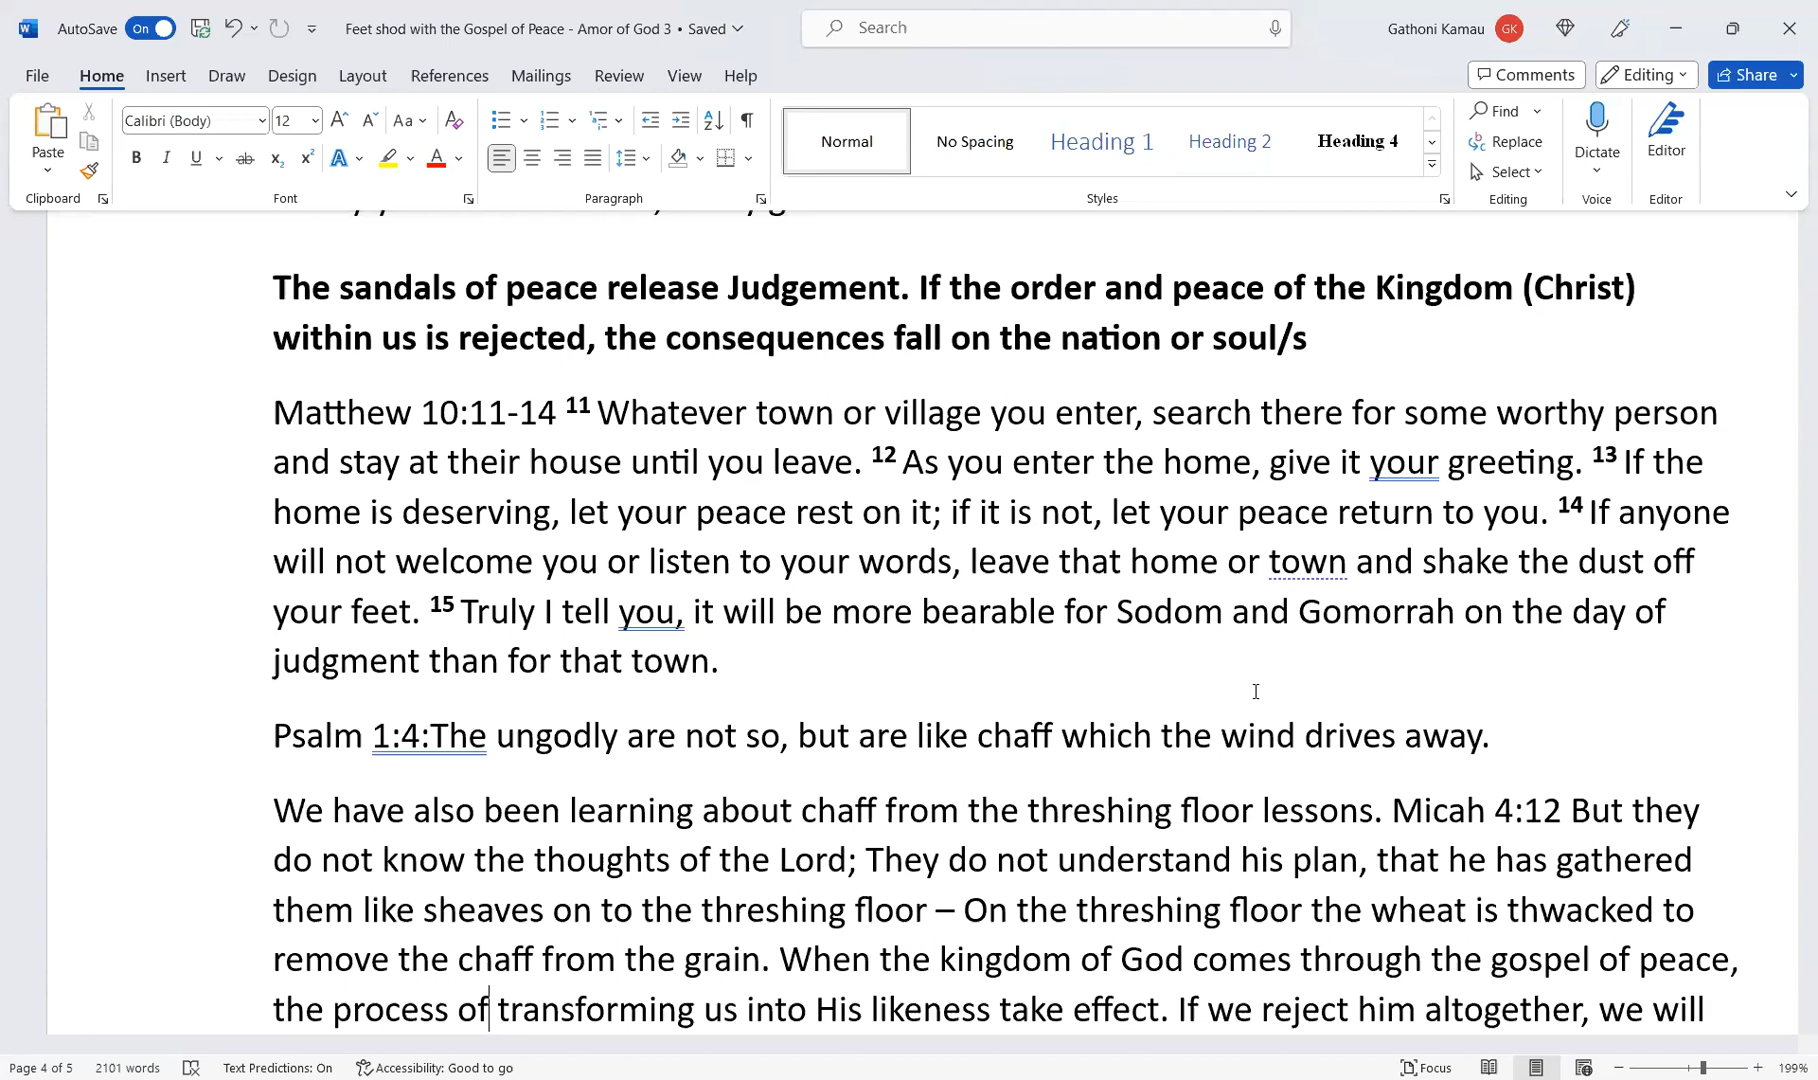 AutoSave On Feet shod with the Gospel of Peace - Amor of God 3 • Saved Search Gathoni Kamau GK
File Home Insert Draw Design Layout References Mailings Review View Help Comments Editing Share
Paste Calibri (Body) 12 Aa Normal No Spacing Heading 1 Heading 2 Heading 4 Find Replace Select Dictate Editor
Clipboard Font Paragraph Styles Editing Voice Editor
The sandals of peace release Judgement. If the order and peace of the Kingdom (Christ)
within us is rejected, the consequences fall on the nation or soul/s
Matthew 10:11-14 11 Whatever town or village you enter, search there for some worthy person
and stay at their house until you leave. 12 As you enter the home, give it your greeting. 13 If the
home is deserving, let your peace rest on it; if it is not, let your peace return to you. 14 If anyone
will not welcome you or listen to your words, leave that home or town and shake the dust off
your feet. 15 Truly I tell you, it will be more bearable for Sodom and Gomorrah on the day of
judgment than for that town.
Psalm 1:4:The ungodly are not so, but are like chaff which the wind drives away.
We have also been learning about chaff from the threshing floor lessons. Micah 4:12 But they
do not know the thoughts of the Lord; They do not understand his plan, that he has gathered
them like sheaves on to the threshing floor – On the threshing floor the wheat is thwacked to
remove the chaff from the grain. When the kingdom of God comes through the gospel of peace,
the process of transforming us into His likeness take effect. If we reject him altogether, we will
Page 4 of 5 2101 words Text Predictions: On Accessibility: Good to go Focus 199%